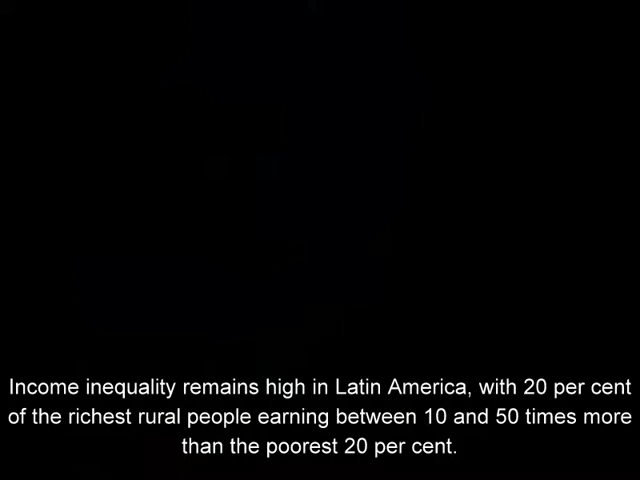 Income inequality remains high in Latin America, with 20 per cent
of the richest rural people earning between 10 and 50 times more
than the poorest 20 per cent.